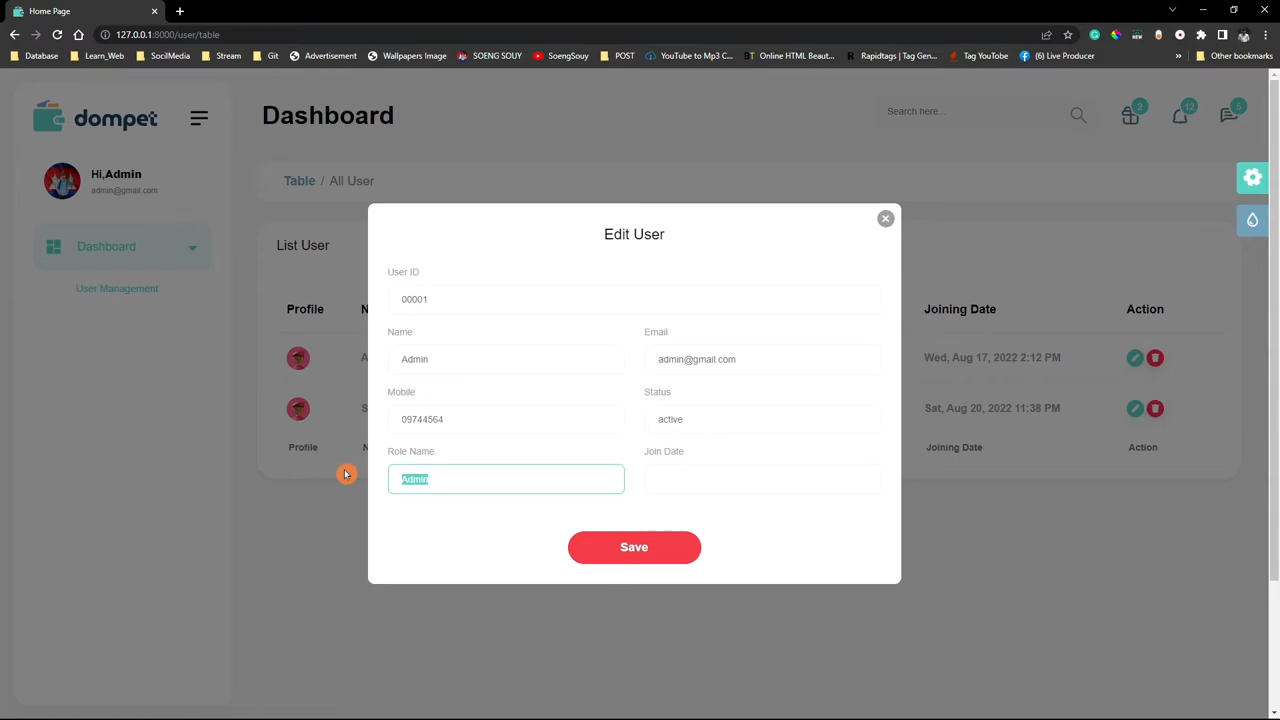 Home Page
127.0.0.1:8000/user/table
Database Learn_Web SocilMedia Stream Git Advertisement Wallpapers Image SOENG SOUY SoengSouy POST YouTube to Mp3 C... Online HTML Beaut... Rapidtags | Tag Gen... Tag YouTube (6) Live Producer » Other bookmarks
dompet
Dashboard
Search here...
2
12
5
Hi,Admin
admin@gmail.com
Table / All User
Dashboard
User Management
List User
Profile N Joining Date Action
A Wed, Aug 17, 2022 2:12 PM
S Sat, Aug 20, 2022 11:38 PM
Profile N Joining Date Action
Edit User
User ID
00001
Name Email
Admin admin@gmail.com
Mobile Status
09744564 active
Role Name Join Date
Admin
Save